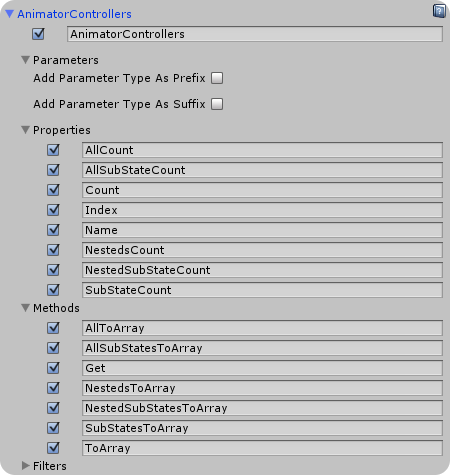 AnimatorControllers
AnimatorControllers
Parameters
Add Parameter Type As Prefix
Add Parameter Type As Suffix
Properties
AllCount
AllSubStateCount
Count
Index
Name
NestedsCount
NestedSubStateCount
SubStateCount
Methods
AllToArray
AllSubStatesToArray
Get
NestedsToArray
NestedSubStatesToArray
SubStatesToArray
ToArray
Filters